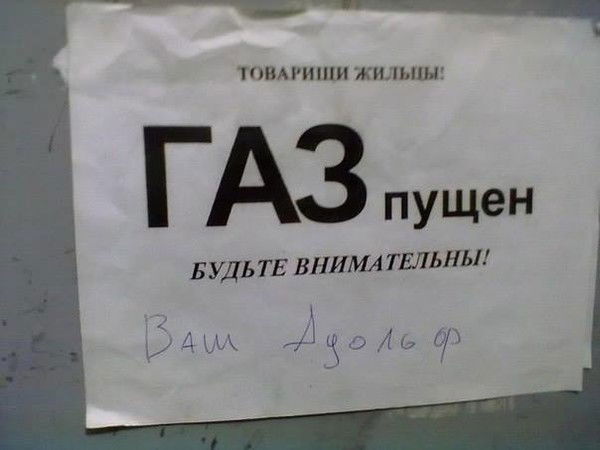 ТОВАРИЩИ ЖИЛЬЦЫ!
ГАЗ пущен
БУДЬТЕ ВНИМАТЕЛЬНЫ!
Ваш Адольф